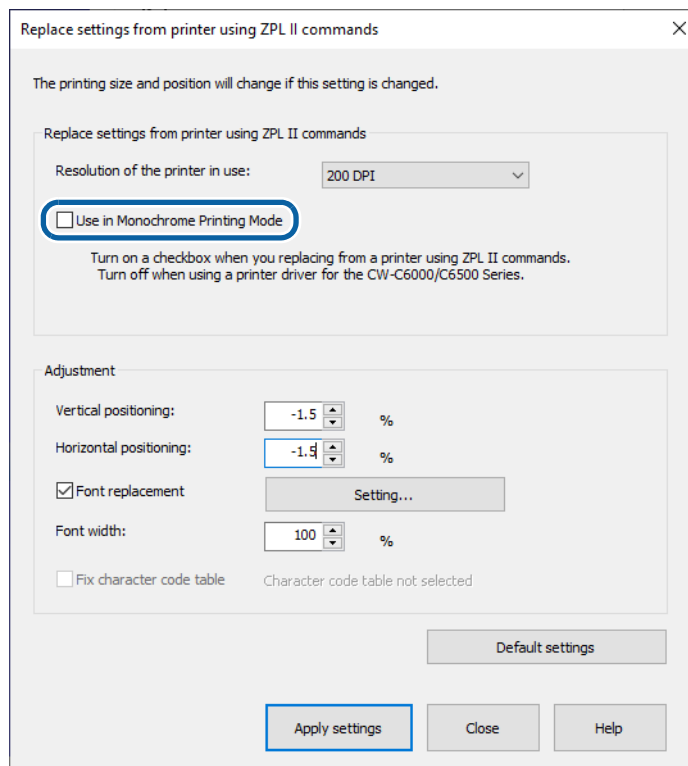 Replace settings from printer using ZPL II commands
The printing size and position will change if this setting is changed.
Replace settings from printer using ZPL II commands
Resolution of the printer in use: 200 DPI
Use in Monochrome Printing Mode
Turn on a checkbox when you replacing from a printer using ZPL II commands.
Turn off when using a printer driver for the CW-C6000/C6500 Series.
Adjustment
Vertical positioning: -1.5 %
Horizontal positioning: -1.5 %
Font replacement Setting...
Font width: 100 %
Fix character code table Character code table not selected
Default settings
Apply settings Close Help